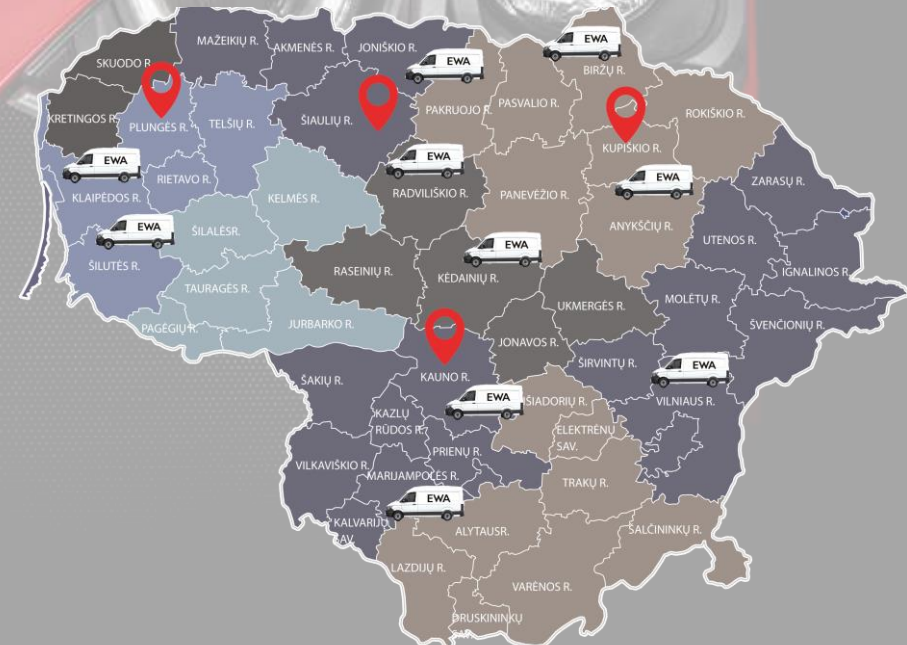 MAŽEIKIŲ R.
AKMENĖS R.
JONIŠKIO R.
SKUODO R.
EWA
EWA
BIRŽŲ R.
KRETINGOS R.
PLUNGĖS R.
TELŠIŲ R.
ŠIAULIŲ R.
PAKRUOJO R.
PASVALIO R.
ROKIŠKIO R.
KUPIŠKIO R.
EWA
EWA
EWA
KLAIPĖDOS R.
RIETAVO R.
KELMĖS R.
RADVILIŠKIO R.
PANEVĖŽIO R.
ZARASŲ R.
EWA
ŠILALĖSR.
ANYKŠČIŲ R.
UTENOS R.
EWA
ŠILUTĖS R.
RASEINIŲ R.
KĖDAINIŲ R.
IGNALINOS R.
TAURAGĖS R.
UKMERGĖS R.
MOLĖTŲ R.
PAGĖGIŲ R.
JURBARKO R.
JONAVOS R.
ŠVENČIONIŲ R.
ŠIRVINTŲ R.
EWA
ŠAKIŲ R.
KAUNO R.
EWA
IŠIADORIŲ R.
VILNIAUS R.
KAZLŲ
RŪDOS R.
ELEKTRĖNŲ
SAV.
PRIENŲ R.
VILKAVIŠKIO R.
MARIJAMPOLĖS R.
TRAKŲ R.
EWA
KALVARIJŲ
SAV.
ALYTAUSR.
ŠALČININKŲ R.
LAZDIJŲ R.
VARĖNOS R.
DRUSKININKŲ
SAV.